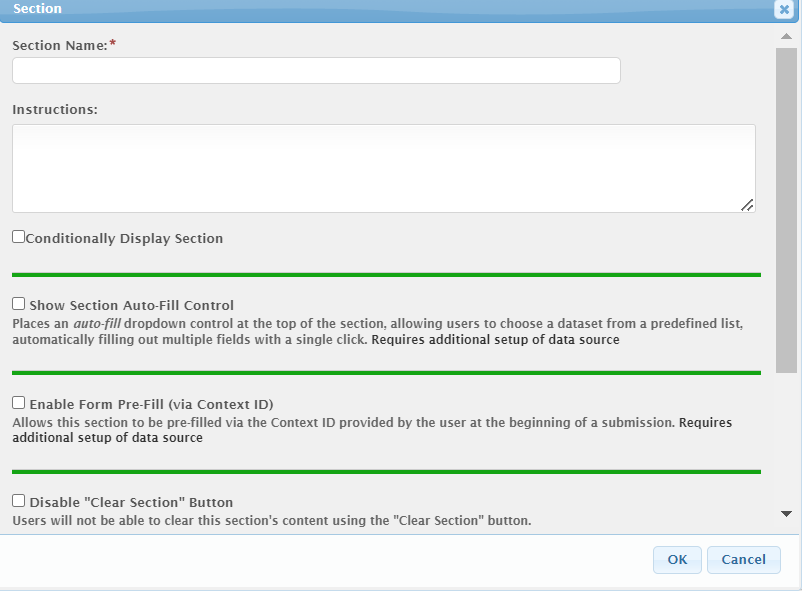 Section
Section Name:*
Instructions:
Conditionally Display Section
Show Section Auto-Fill Control
Places an auto-fill dropdown control at the top of the section, allowing users to choose a dataset from a predefined list,
automatically filling out multiple fields with a single click. Requires additional setup of data source
Enable Form Pre-Fill (via Context ID)
Allows this section to be pre-filled via the Context ID provided by the user at the beginning of a submission. Requires
additional setup of data source
Disable "Clear Section" Button
Users will not be able to clear this section's content using the "Clear Section" button.
OK Cancel